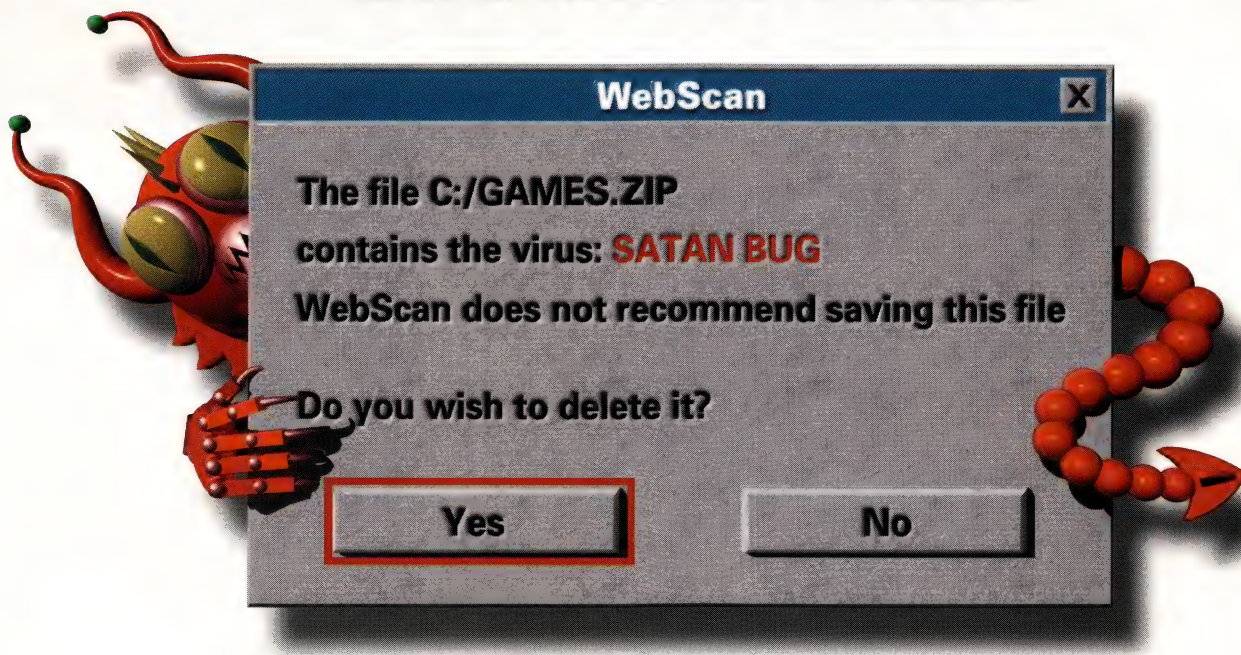 WebScan X
The file C:/GAMES.ZIP
contains the virus: SATAN BUG
WebScan does not recommend saving this file
Do you wish to delete it?
Yes No